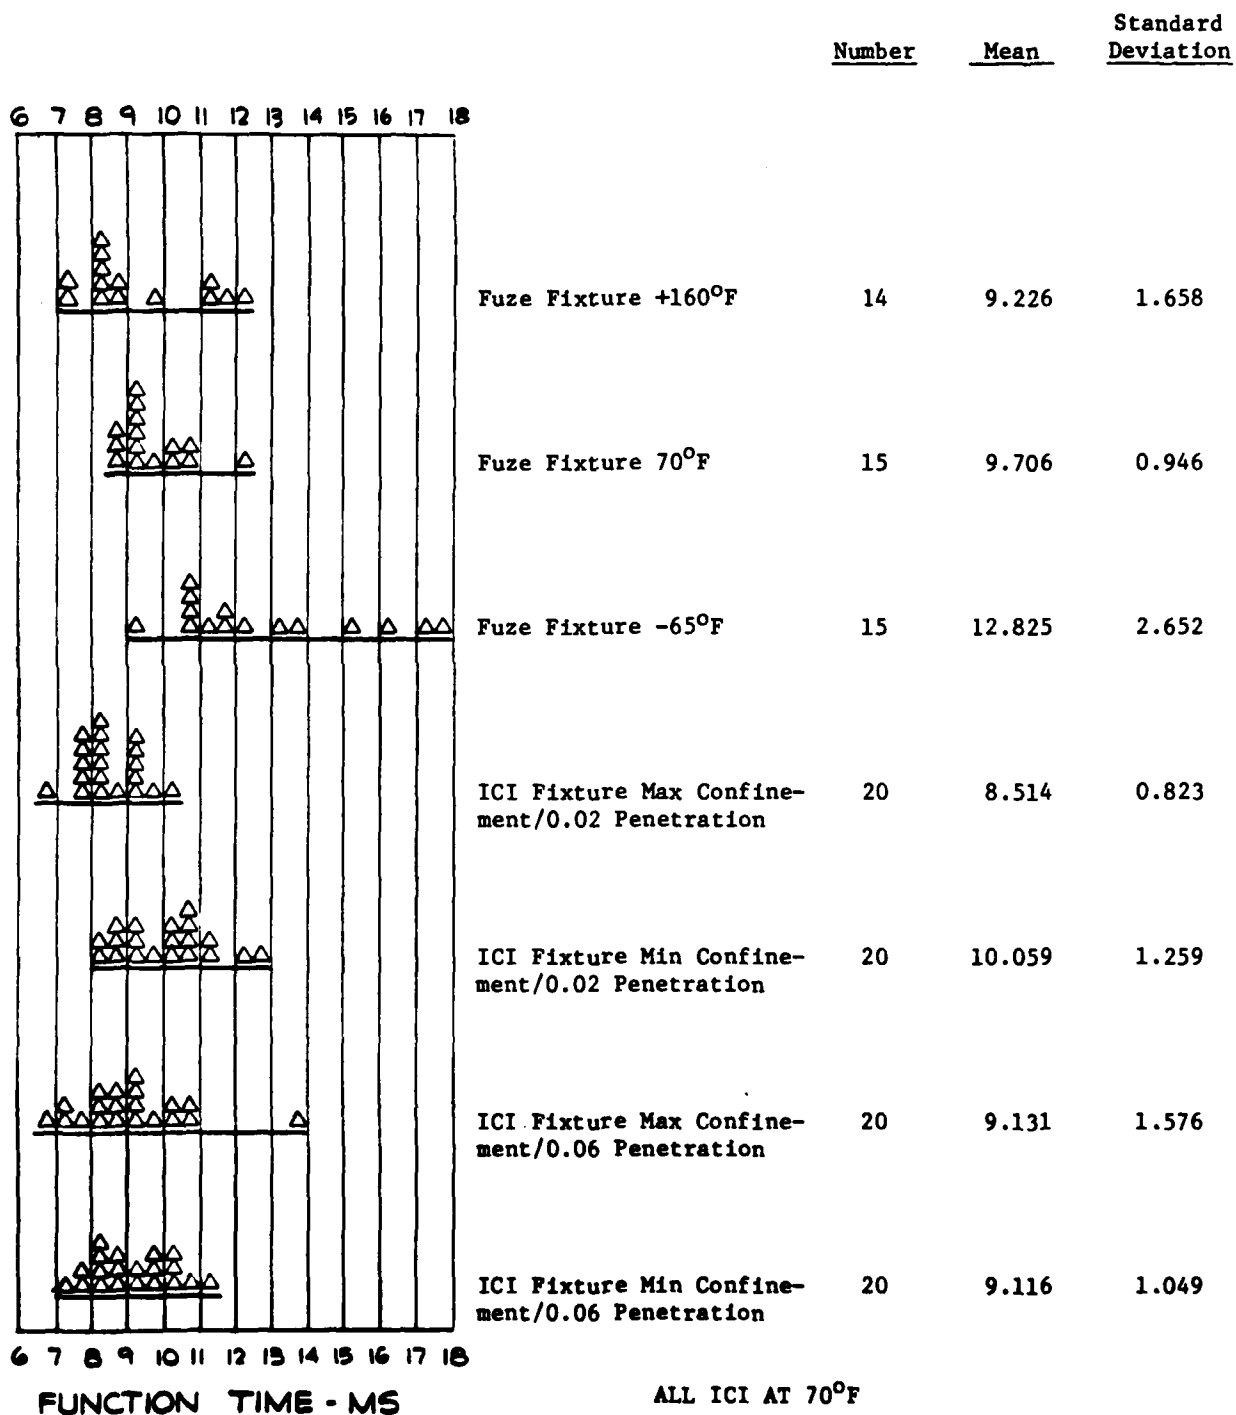 Standard
Number Mean Deviation
6 7 8 9 10 11 12 13 14 15 16 17 18
Fuze Fixture +160°F 14 9.226 1.658
Fuze Fixture 70°F 15 9.706 0.946
Fuze Fixture -65°F 15 12.825 2.652
ICI Fixture Max Confine- 20 8.514 0.823
ment/0.02 Penetration
ICI Fixture Min Confine- 20 10.059 1.259
ment/0.02 Penetration
ICI Fixture Max Confine- 20 9.131 1.576
ment/0.06 Penetration
ICI Fixture Min Confine- 20 9.116 1.049
ment/0.06 Penetration
6 7 8 9 10 11 12 13 14 15 16 17 18
FUNCTION TIME - MS
ALL ICI AT 70°F